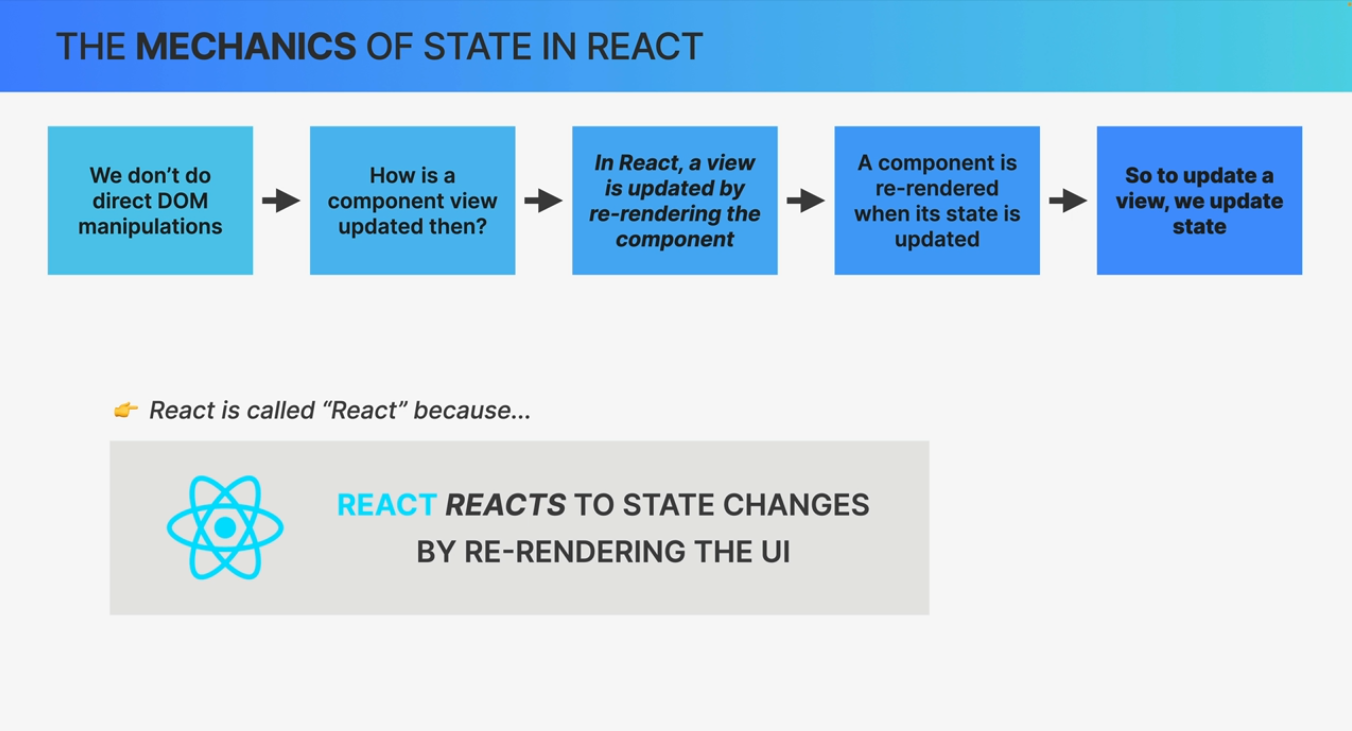 THE MECHANICS OF STATE IN REACT
We don’t do
direct DOM
manipulations
How is a
component view
updated then?
In React, a view
is updated by
re-rendering the
component
A component is
re-rendered
when its state is
updated
So to update a
view, we update
state
React is called “React” because...
REACT REACTS TO STATE CHANGES
BY RE-RENDERING THE UI